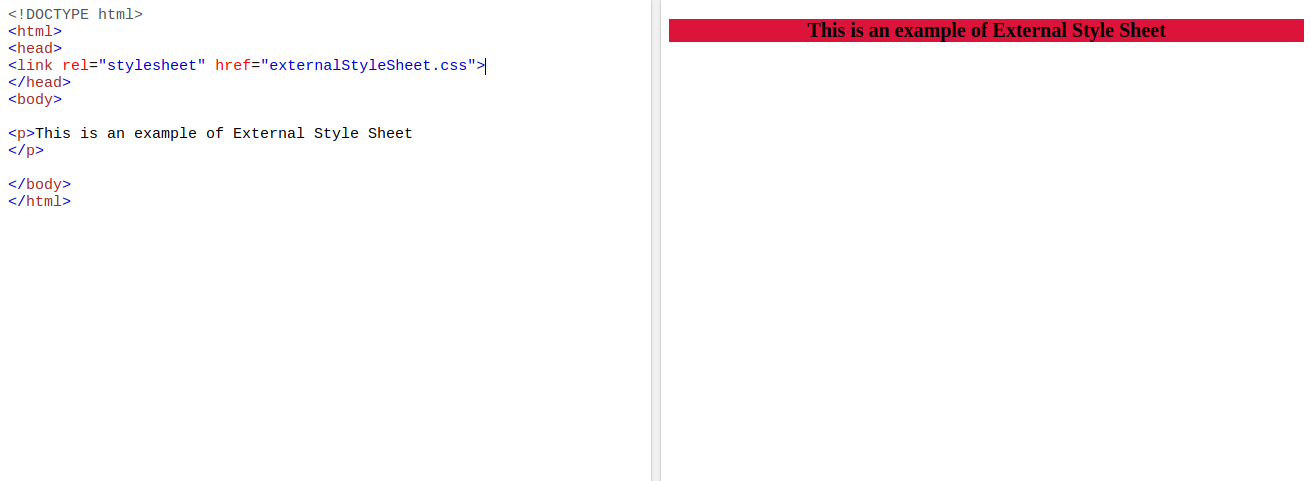 <!DOCTYPE html>
<html>
<head>
<link rel="stylesheet" href="externalStyleSheet.css">
</head>
<body>
<p>This is an example of External Style Sheet
</p>
</body>
</html>
This is an example of External Style Sheet